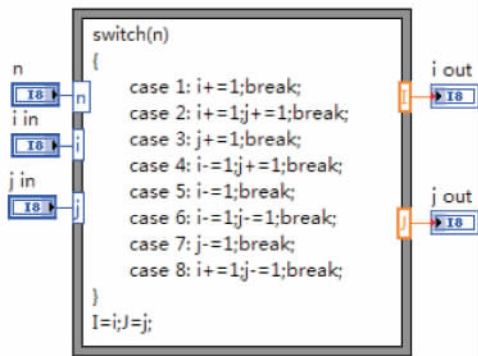 switch(n)
{
case 1: i+=1;break;
case 2: i+=1;j+=1;break;
case 3: j+=1;break;
case 4: i-=1;j+=1;break;
case 5: i-=1;break;
case 6: i-=1;j-=1;break;
case 7: j-=1;break;
case 8: i+=1;j-=1;break;
}
I=i;J=j;
n
I8
n
i in
I8
i
j in
I8
j
i out
I
I8
j out
J
I8